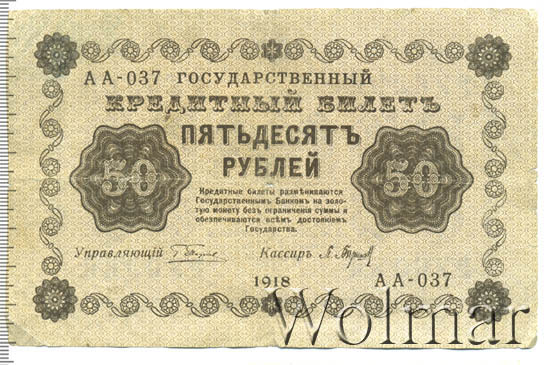 АА-037 ГОСУДАРСТВЕННЫЙ
КРЕДИТНЫЙ БИЛЕТЪ
ПЯТЬДЕСЯТЪ
РУБЛЕЙ
50
50
Кредитные билеты размѣниваются
Государственнымъ Банкомъ на золо-
тую монету безъ ограниченія суммы и
обезпечиваются всѣмъ достояніемъ
Государства.
Управляющій
Кассиръ
1918
АА-037
Wolmar